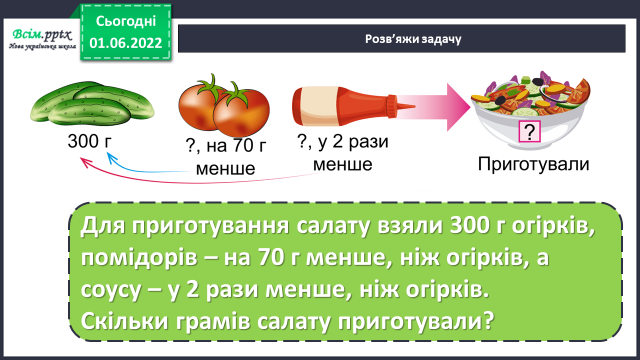 Всім.pptx
Нова українська школа
Сьогодні
01.06.2022
Розв’яжи задачу
300 г
?, на 70 г
менше
?, у 2 рази
менше
?
Приготували
Для приготування салату взяли 300 г огірків,
помідорів – на 70 г менше, ніж огірків, а
соусу – у 2 рази менше, ніж огірків.
Скільки грамів салату приготували?